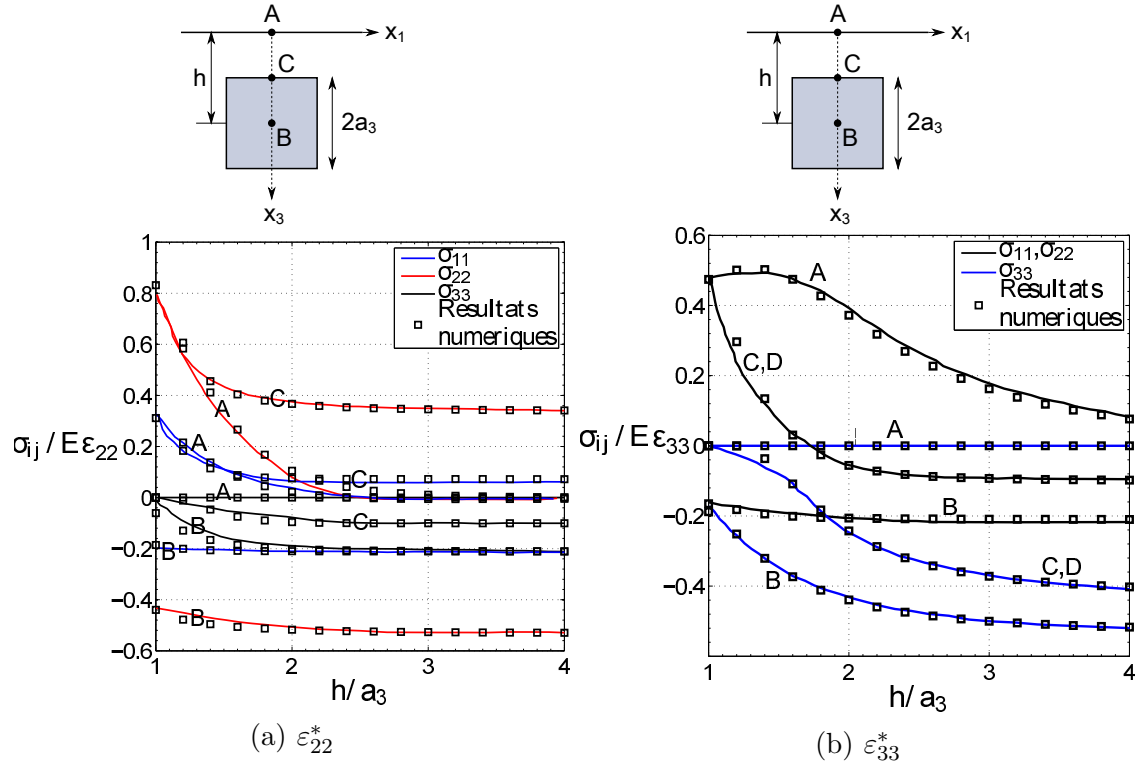 A
x₁
h
C
B
2a₃
x₃
A
x₁
h
C
B
2a₃
x₃
1
0.8
0.6
0.4
0.2
0
−0.2
−0.4
−0.6
σᵢⱼ / Eε₂₂
σ₁₁
σ₂₂
σ₃₃
Resultats
numeriques
C
A
A
C
A
C
B
B
B
1
2
3
4
h/ a₃
(a) ε*₂₂
0.6
0.4
0.2
0
−0.2
−0.4
σᵢⱼ / Eε₃₃
σ₁₁,σ₂₂
σ₃₃
Resultats
numeriques
A
C,D
A
B
C,D
B
1
2
3
4
h/ a₃
(b) ε*₃₃